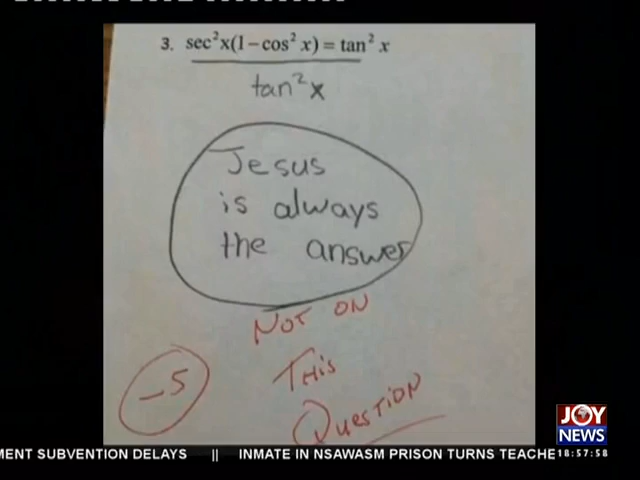 3. sec²x(1−cos² x) = tan² x
tan²x
Jesus
is always
the answer
NOT ON
THIS
QUESTION
−5
JOY
NEWS
MENT SUBVENTION DELAYS || INMATE IN NSAWASM PRISON TURNS TEACHE
18:57:58